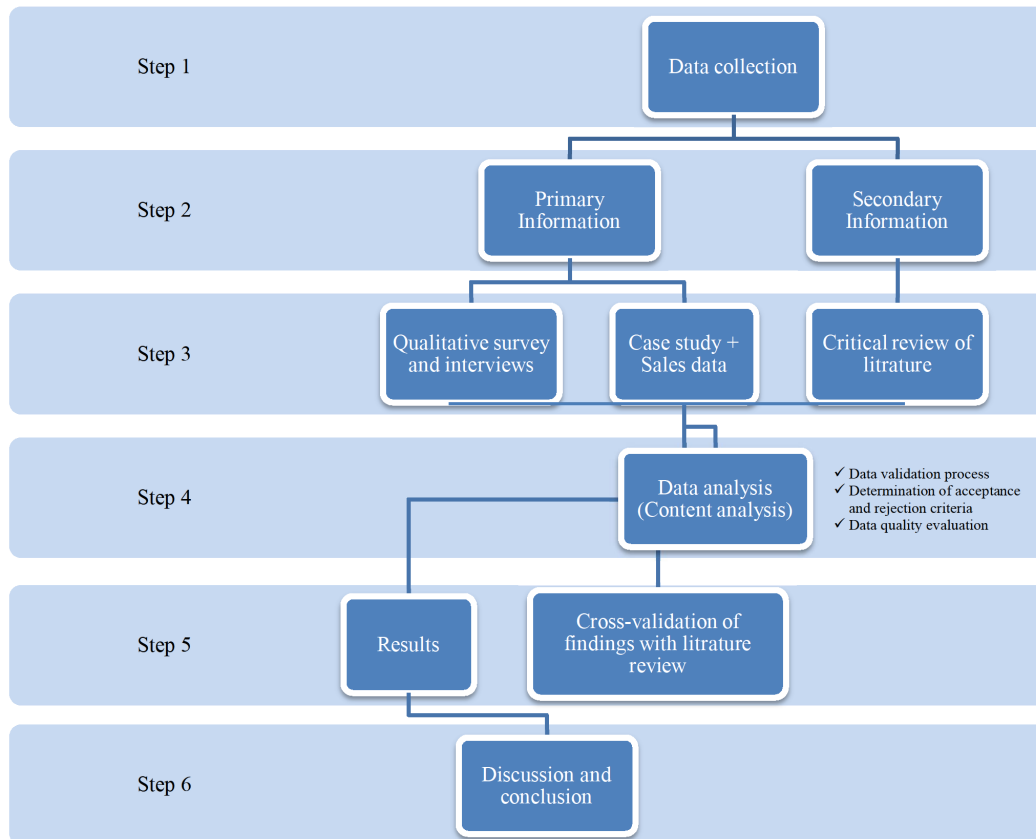 Step 1
Data collection
Step 2
Primary
Information
Secondary
Information
Step 3
Qualitative survey
and interviews
Case study +
Sales data
Critical review of
litrature
Step 4
Data analysis
(Content analysis)
✓ Data validation process
✓ Determination of acceptance
and rejection criteria
✓ Data quality evaluation
Step 5
Results
Cross-validation of
findings with litrature
review
Step 6
Discussion and
conclusion